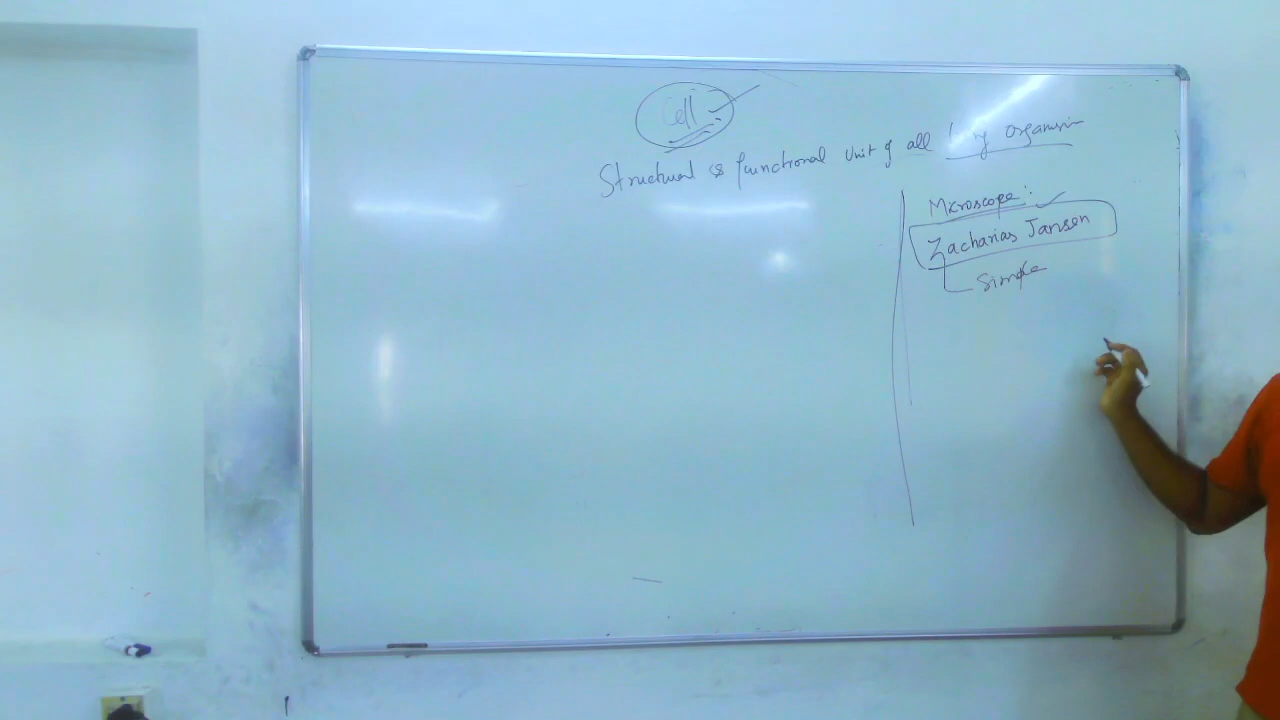 Cell
Structural & functional Unit of all living organism
Microscope:
Zacharias Jansen
Simple